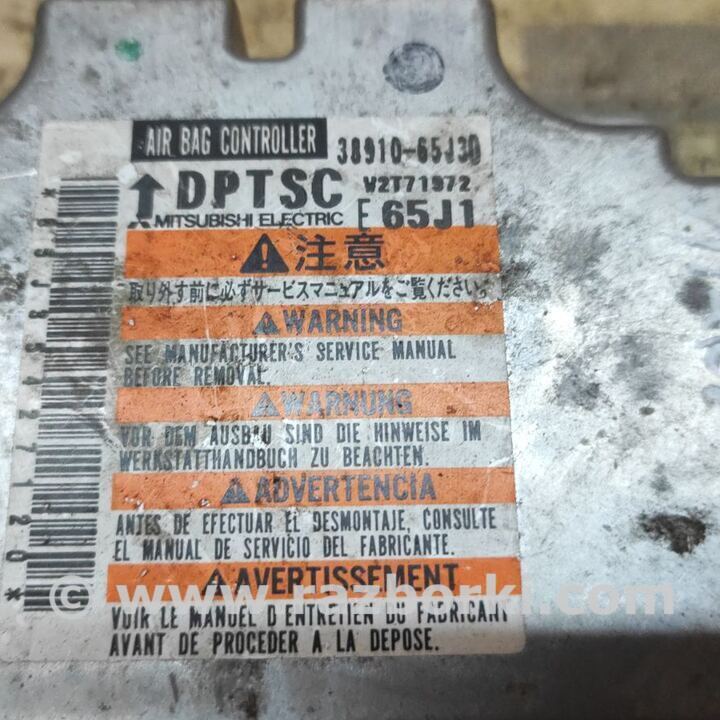 AIR BAG CONTROLLER 38910-65J30
DPTSC W2T71972
MITSUBISHI ELECTRIC E 65J1
注意
取り外す前に必ずサービスマニュアルをご覧ください。
WARNING
SEE MANUFACTURER'S SERVICE MANUAL
BEFORE REMOVAL.
WARNUNG
VOR DEM AUSBAU SIND DIE HINWEISE IM
WERKSTATTHANDBUCH ZU BEACHTEN.
ADVERTENCIA
ANTES DE EFECTUAR EL DESMONTAJE, CONSULTE
EL MANUAL DE SERVICIO DEL FABRICANTE.
AVERTISSEMENT
VOIR LE MANUEL D'ENTRETIEN DU FABRICANT
AVANT DE PROCEDER A LA DEPOSE.
© www.razborki.com